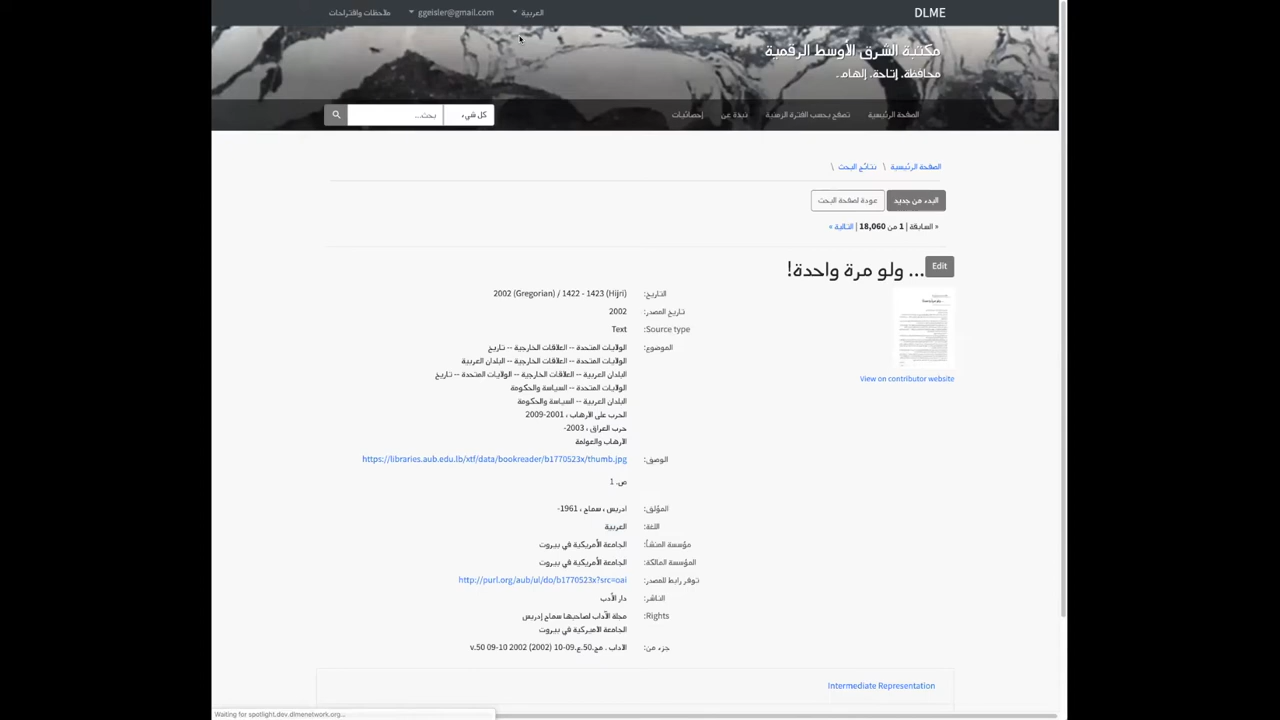 DLME
العربية
ggeisler@gmail.com
ملاحظات واقتراحات
مكتبة الشرق الأوسط الرقمية
محافظة. إتاحة. إلهام.
الصفحة الرئيسية
تصفح بحسب الفترة الزمنية
نبذة عن
إحصائيات
كل شيء
بحث...
الصفحة الرئيسية \ نتائج البحث \
البدء من جديد
عودة لصفحة البحث
« السابقة | 1 من 18,060 | التالية »
Edit
... ولو مرة واحدة!
View on contributor website
التاريخ:
2002 (Gregorian) / 1422 - 1423 (Hijri)
تاريخ المصدر:
2002
Source type:
Text
الموضوع:
الولايات المتحدة -- العلاقات الخارجية -- تاريخ
الولايات المتحدة -- العلاقات الخارجية -- البلدان العربية
البلدان العربية -- العلاقات الخارجية -- الولايات المتحدة -- تاريخ
الولايات المتحدة -- السياسة والحكومة
البلدان العربية -- السياسة والحكومة
الحرب على الارهاب ، 2001-2009
حرب العراق ، 2003-
الارهاب والعولمة
الوصف:
https://libraries.aub.edu.lb/xtf/data/bookreader/b1770523x/thumb.jpg
ص. 1
المؤلف:
ادريس ، سماح ، 1961-
اللغة:
العربية
مؤسسة المنشأ:
الجامعة الأمريكية في بيروت
المؤسسة المالكة:
الجامعة الأمريكية في بيروت
توفر رابط للمصدر:
http://purl.org/aub/ul/do/b1770523x?src=oai
الناشر:
دار الأدب
Rights:
مجلة الآداب لصاحبها سماح إدريس
الجامعة الاميركية في بيروت
جزء من:
الاداب . مج.50،ع.09-10 (2002) v.50 09-10 2002
Intermediate Representation
Waiting for spotlight.dev.dlmenetwork.org...